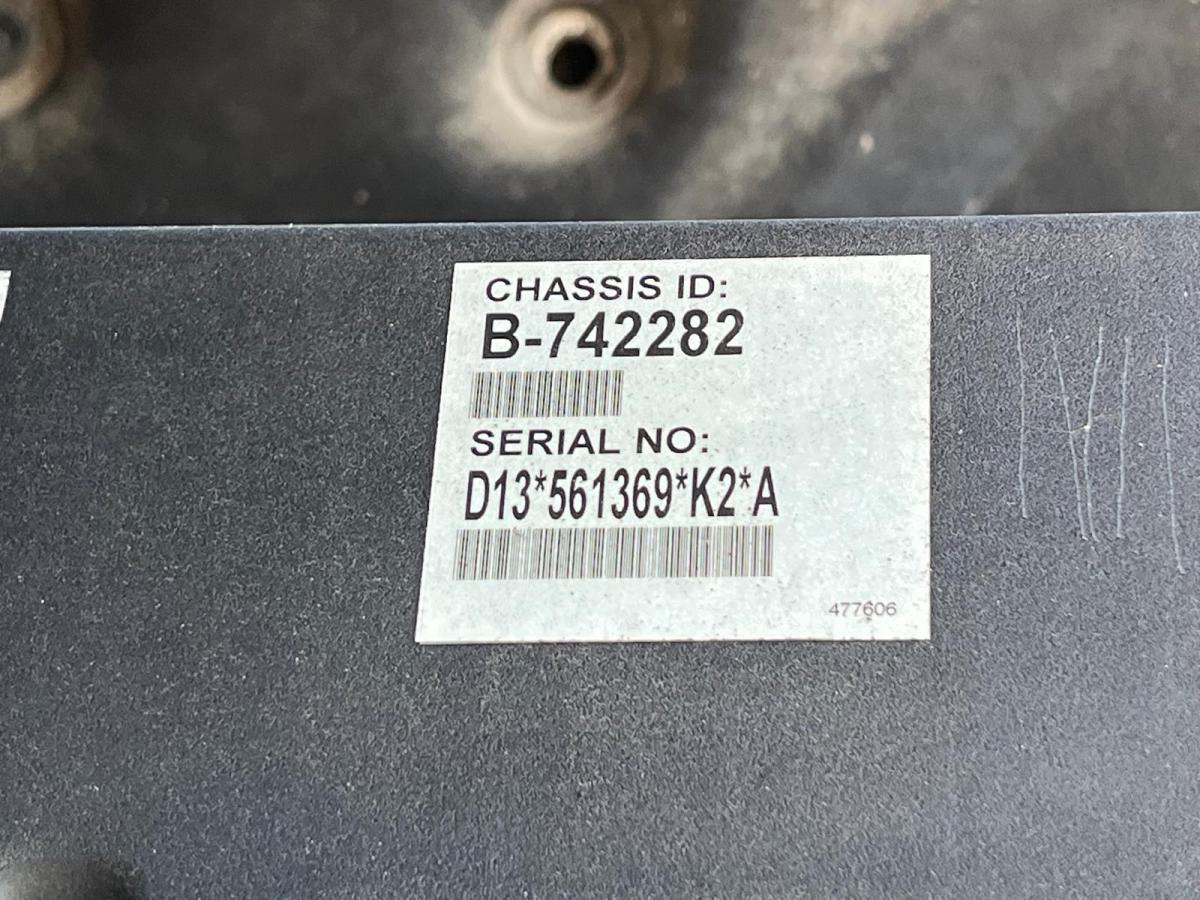 CHASSIS ID:
B-742282
SERIAL NO:
D13*561369*K2*A
477606